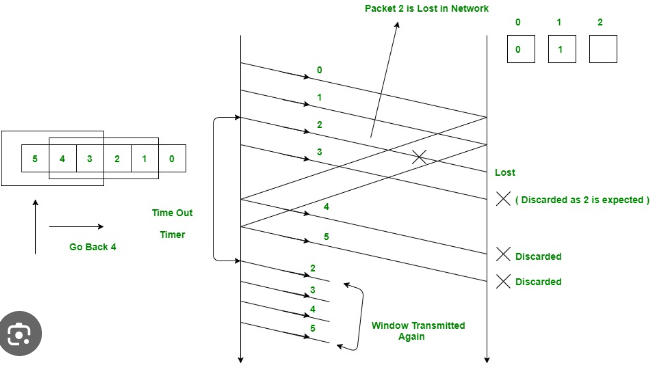 Packet 2 is Lost in Network
0 1 2
0 1
0
1
2
3
Lost
( Discarded as 2 is expected )
5 4 3 2 1 0
Time Out
Timer
Go Back 4
4
5
Discarded
Discarded
2
3
4
5
Window Transmitted
Again